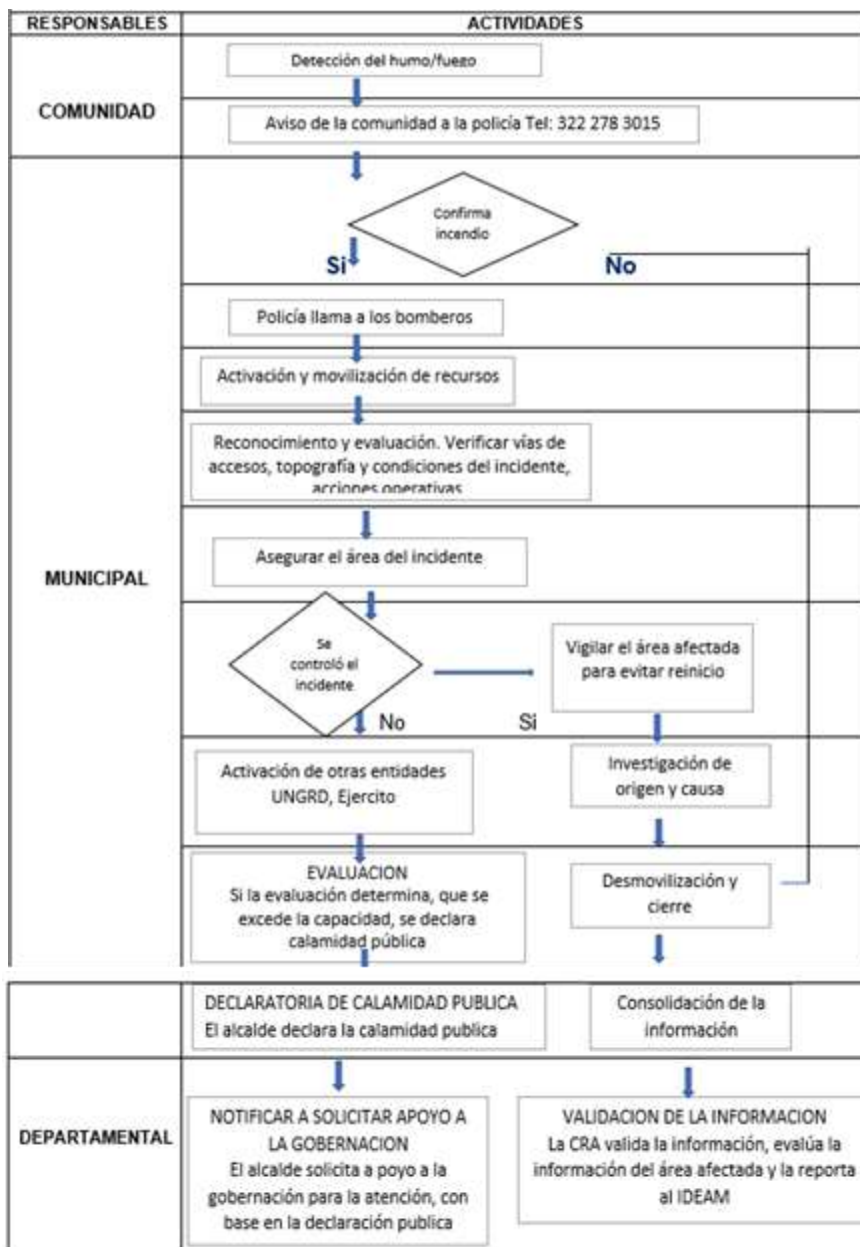 RESPONSABLES
ACTIVIDADES
COMUNIDAD
Detección del humo/fuego
Aviso de la comunidad a la policía Tel: 322 278 3015
MUNICIPAL
Confirma
incendio
Si
No
Policía llama a los bomberos
Activación y movilización de recursos
Reconocimiento y evaluación. Verificar vías de
accesos, topografía y condiciones del incidente,
acciones operativas
Asegurar el área del incidente
Se
controló el
incidente
Vigilar el área afectada
para evitar reinicio
No
Si
Activación de otras entidades
UNGRD, Ejercito
Investigación de
origen y causa
EVALUACION
Si la evaluación determina, que se
excede la capacidad, se declara
calamidad pública
Desmovilización y
cierre
DECLARATORIA DE CALAMIDAD PUBLICA
El alcalde declara la calamidad publica
Consolidación de la
información
DEPARTAMENTAL
NOTIFICAR A SOLICITAR APOYO A
LA GOBERNACION
El alcalde solicita a poyo a la
gobernación para la atención, con
base en la declaración publica
VALIDACION DE LA INFORMACION
La CRA valida la información, evalúa la
información del área afectada y la reporta
al IDEAM